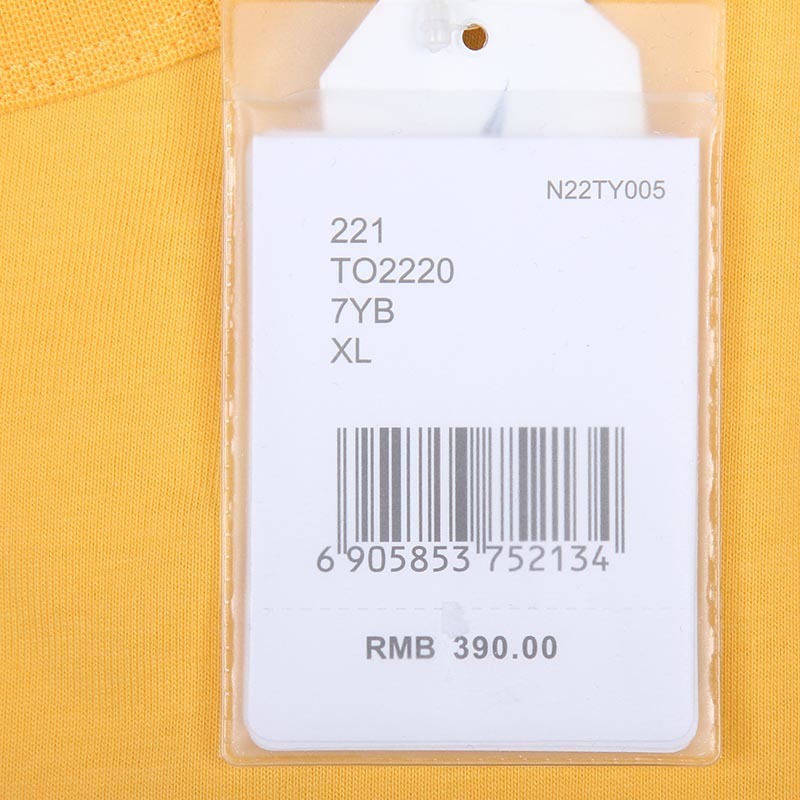 N22TY005
221
TO2220
7YB
XL
6 905853 752134
RMB 390.00